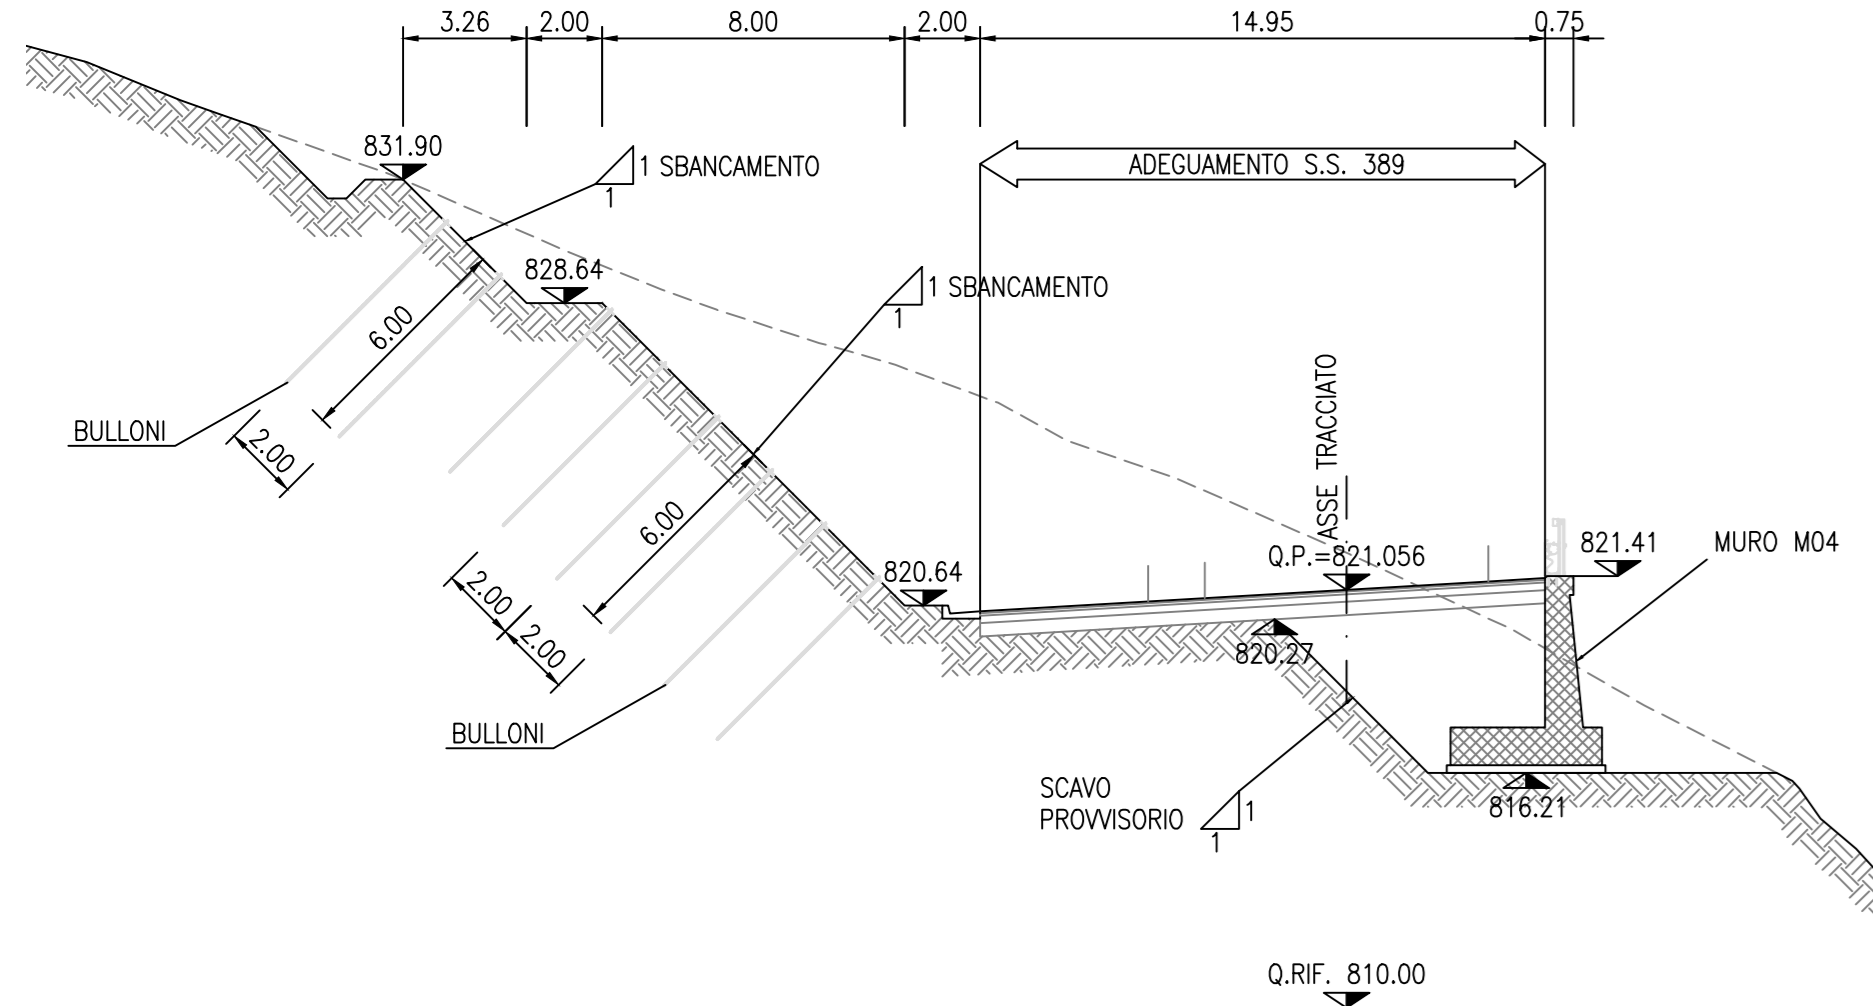 3.26 2.00 8.00 2.00 14.95 0.75
831.90
1 SBANCAMENTO
1
ADEGUAMENTO S.S. 389
828.64
1 SBANCAMENTO
1
6.00
BULLONI
2.00
6.00
ASSE TRACCIATO
Q.P.=821.056
821.41
MURO M04
820.64
2.00
2.00
820.27
BULLONI
SCAVO
PROVVISORIO
1
1
816.21
Q.RIF. 810.00